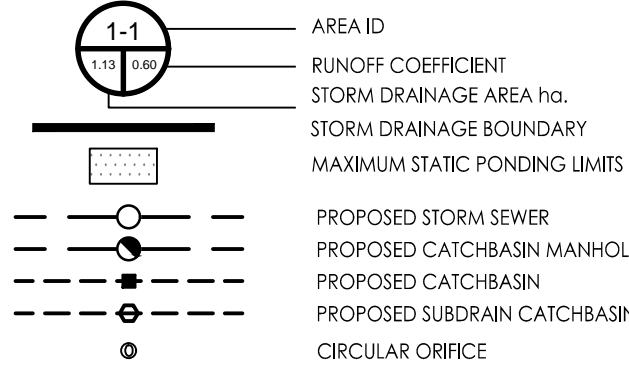 1-1
AREA ID
1.13 0.60
RUNOFF COEFFICIENT
STORM DRAINAGE AREA ha.
STORM DRAINAGE BOUNDARY
MAXIMUM STATIC PONDING LIMITS
PROPOSED STORM SEWER
PROPOSED CATCHBASIN MANHOL
PROPOSED CATCHBASIN
PROPOSED SUBDRAIN CATCHBASIN
CIRCULAR ORIFICE